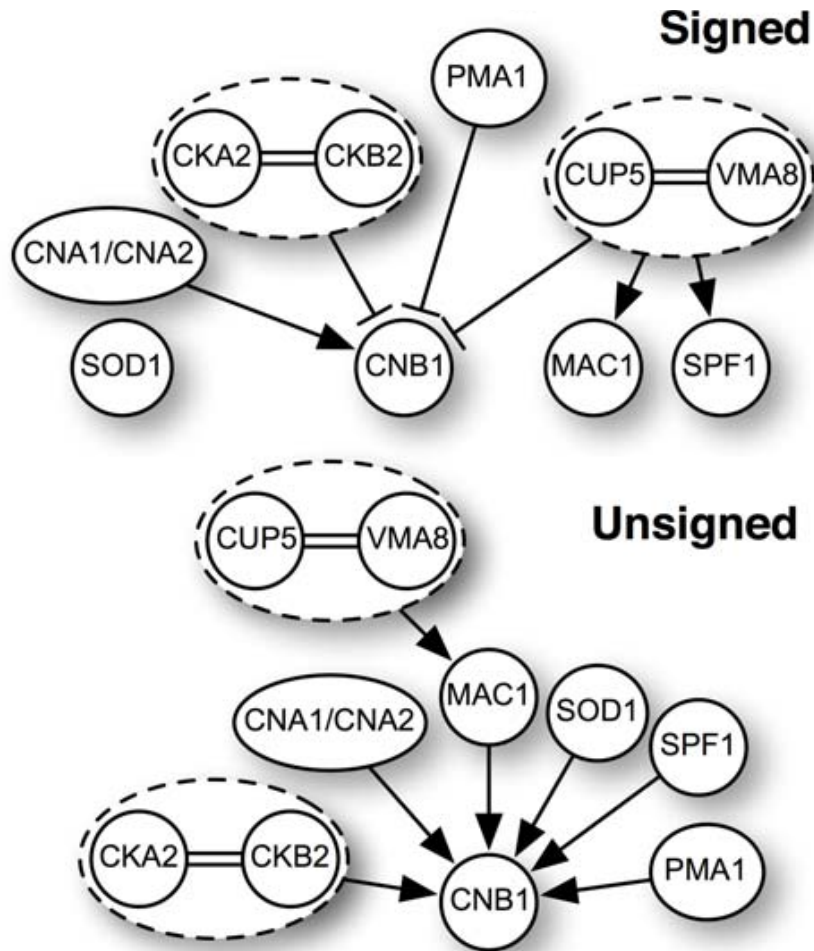 Signed
PMA1
CKA2 CKB2
CUP5 VMA8
CNA1/CNA2
SOD1 CNB1 MAC1 SPF1
Unsigned
CUP5 VMA8
MAC1 SOD1
CNA1/CNA2
SPF1
CKA2 CKB2
PMA1
CNB1